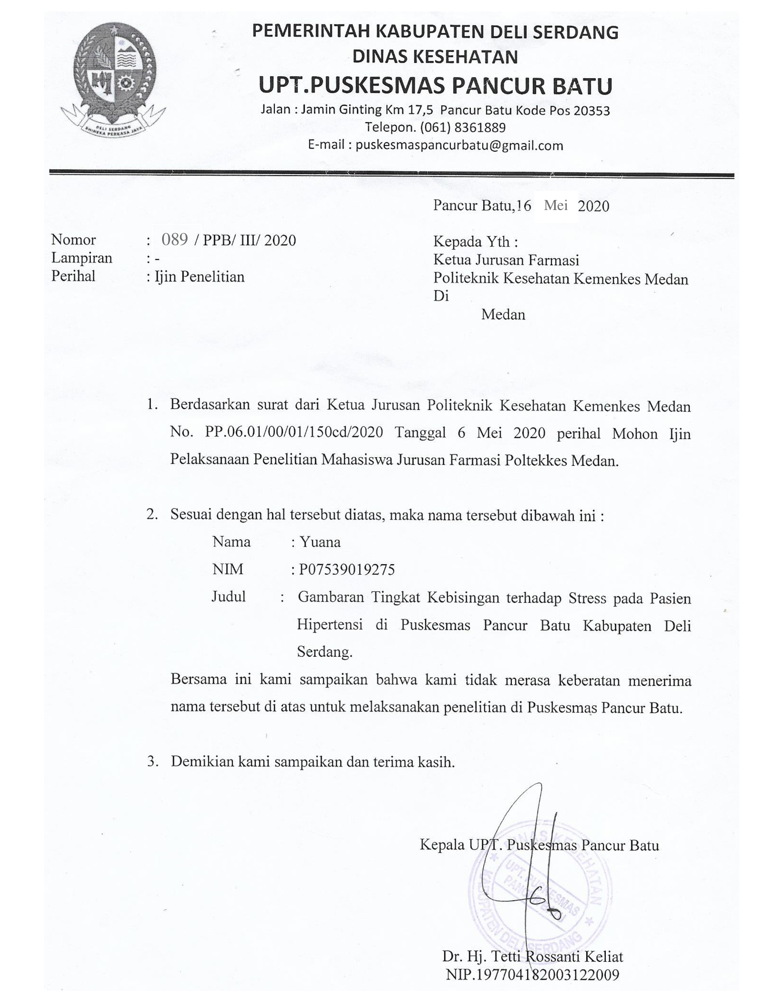 PEMERINTAH KABUPATEN DELI SERDANG
DINAS KESEHATAN
UPT.PUSKESMAS PANCUR BATU
Jalan : Jamin Ginting Km 17,5 Pancur Batu Kode Pos 20353
Telepon. (061) 8361889
E-mail : puskesmaspancurbatu@gmail.com
DELI SERDANG
BHINEKA PERKASA JAYA
Pancur Batu,16 Mei 2020
Nomor : 089 / PPB/ III/ 2020
Lampiran : -
Perihal : Ijin Penelitian
Kepada Yth :
Ketua Jurusan Farmasi
Politeknik Kesehatan Kemenkes Medan
Di
Medan
1. Berdasarkan surat dari Ketua Jurusan Politeknik Kesehatan Kemenkes Medan
No. PP.06.01/00/01/150cd/2020 Tanggal 6 Mei 2020 perihal Mohon Ijin
Pelaksanaan Penelitian Mahasiswa Jurusan Farmasi Poltekkes Medan.
2. Sesuai dengan hal tersebut diatas, maka nama tersebut dibawah ini :
Nama : Yuana
NIM : P07539019275
Judul : Gambaran Tingkat Kebisingan terhadap Stress pada Pasien
Hipertensi di Puskesmas Pancur Batu Kabupaten Deli
Serdang.
Bersama ini kami sampaikan bahwa kami tidak merasa keberatan menerima
nama tersebut di atas untuk melaksanakan penelitian di Puskesmas Pancur Batu.
3. Demikian kami sampaikan dan terima kasih.
Kepala UPT. Puskesmas Pancur Batu
DINAS KESEHATAN
UPT. PUSKESMAS
PANCUR BATU
KABUPATEN DELI SERDANG
Dr. Hj. Tetti Rossanti Keliat
NIP.197704182003122009